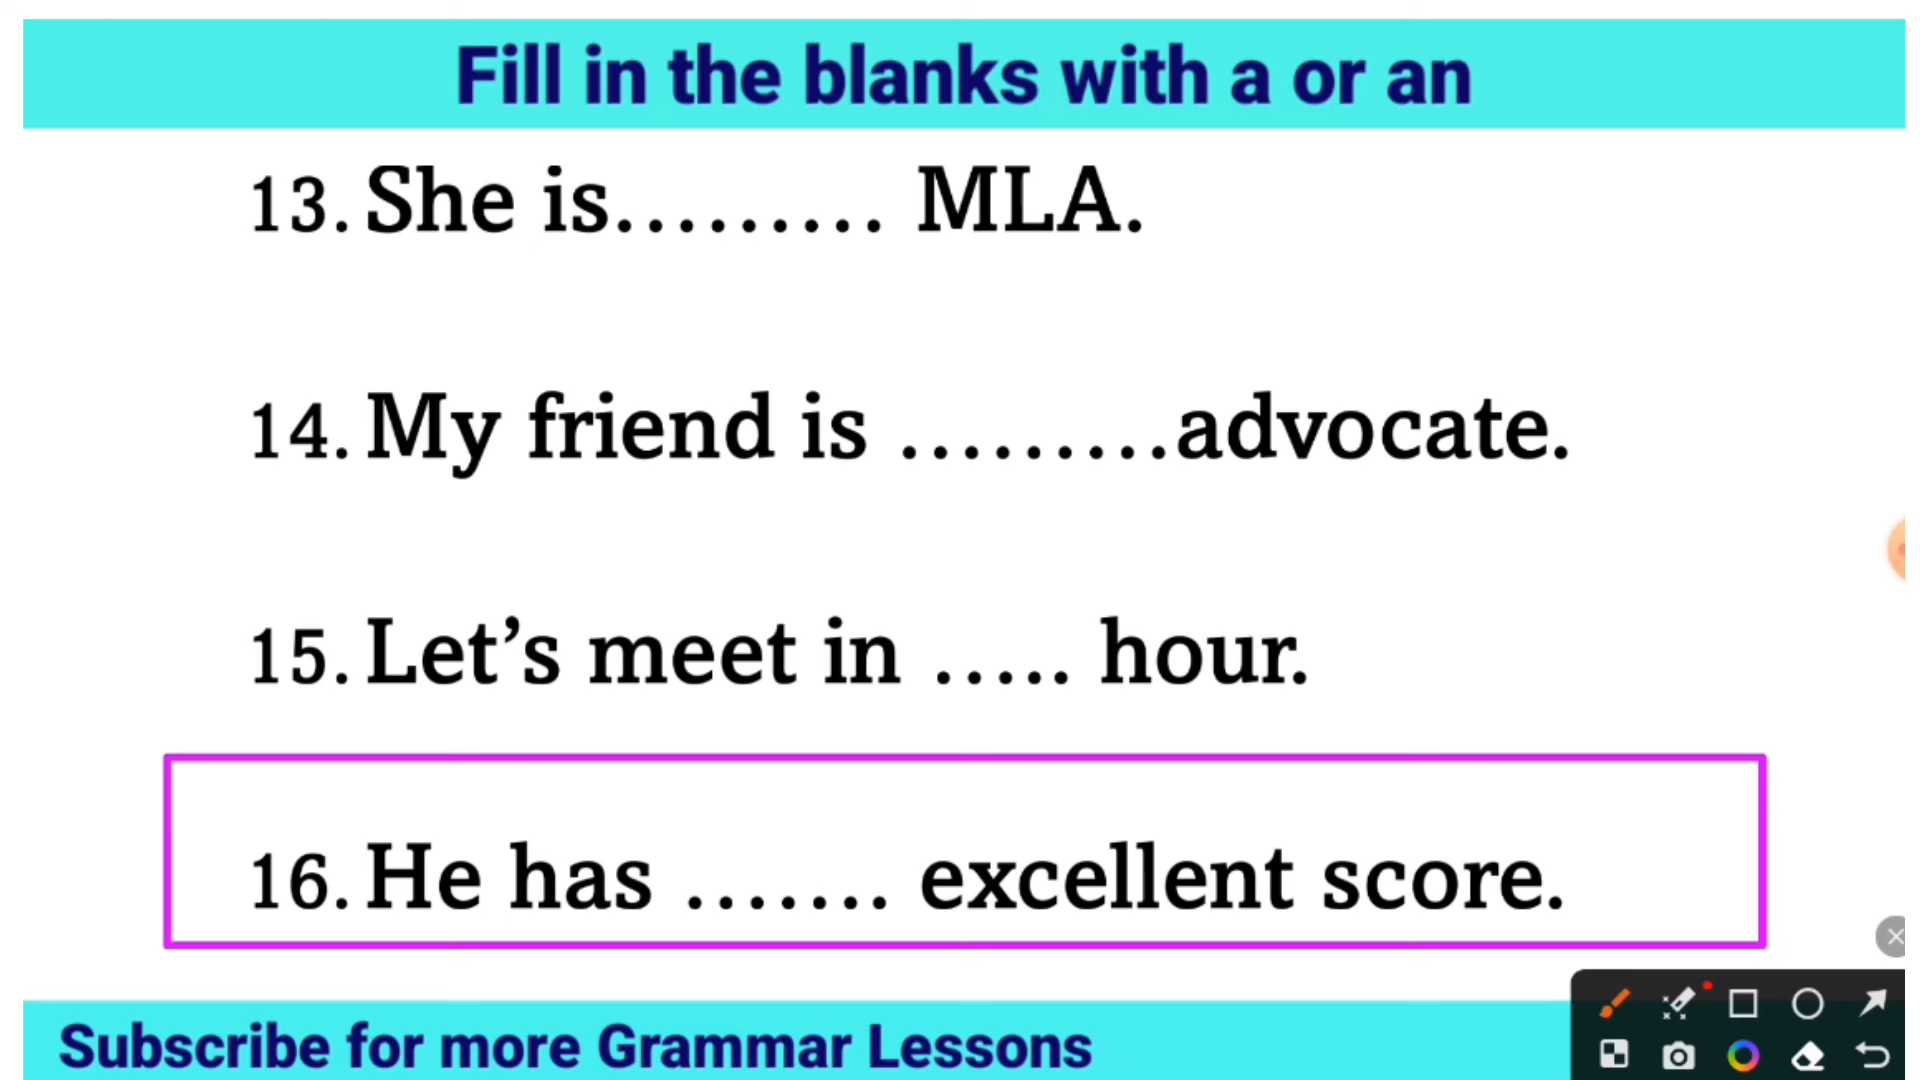 Fill in the blanks with a or an
13. She is......... MLA.
14. My friend is .........advocate.
15. Let’s meet in ..... hour.
16. He has ....... excellent score.
Subscribe for more Grammar Lessons